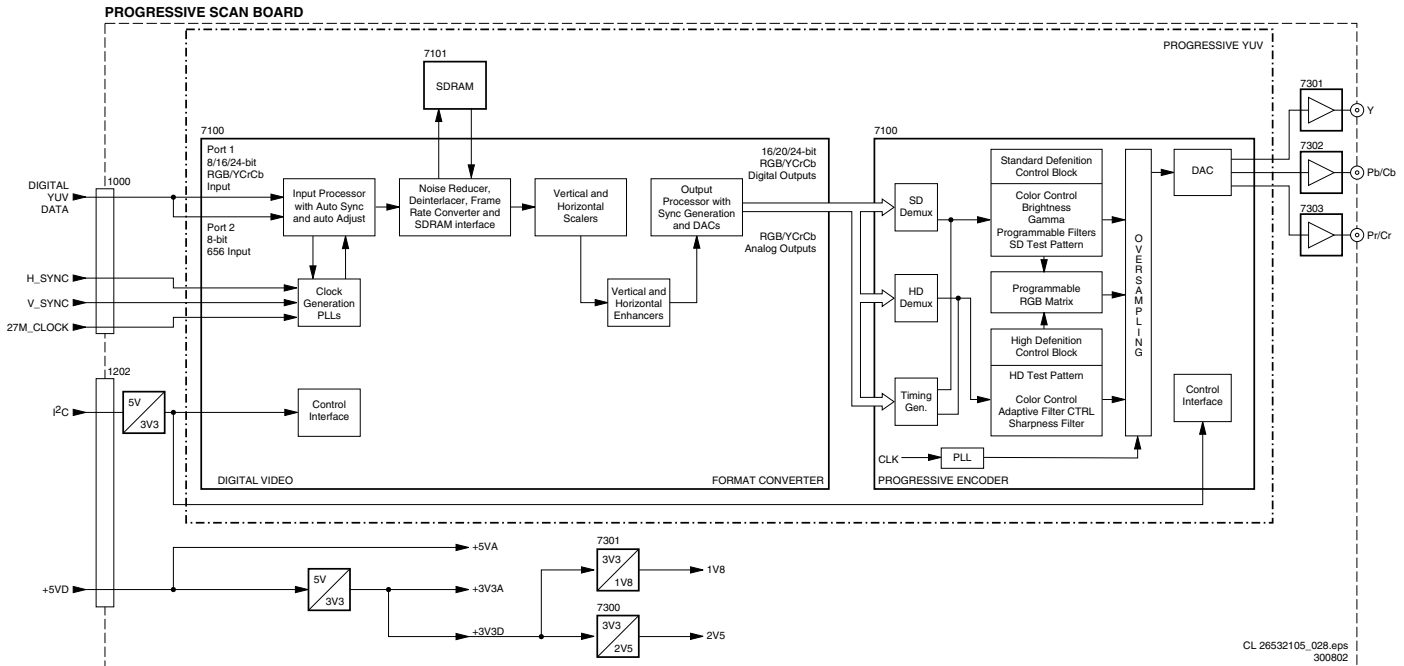 PROGRESSIVE SCAN BOARD
PROGRESSIVE YUV
7101
SDRAM
7100
Port 1
8/16/24-bit
RGB/YCrCb
Input
Port 2
8-bit
656 Input
Input Processor
with Auto Sync
and auto Adjust
Noise Reducer,
Deinterlacer, Frame
Rate Converter and
SDRAM interface
Vertical and
Horizontal
Scalers
Output
Processor with
Sync Generation
and DACs
16/20/24-bit
RGB/YCrCb
Digital Outputs
RGB/YCrCb
Analog Outputs
Clock
Generation
PLLs
Vertical and
Horizontal
Enhancers
Control
Interface
DIGITAL VIDEO
FORMAT CONVERTER
1000
DIGITAL
YUV
DATA
H_SYNC
V_SYNC
27M_CLOCK
1202
I2C
5V
3V3
7100
SD
Demux
HD
Demux
Timing
Gen.
Standard Defenition
Control Block
Color Control
Brightness
Gamma
Programmable Filters
SD Test Pattern
Programmable
RGB Matrix
High Defenition
Control Block
HD Test Pattern
Color Control
Adaptive Filter CTRL
Sharpness Filter
OVERSAMPLING
DAC
Control
Interface
CLK
PLL
PROGRESSIVE ENCODER
7301
Y
7302
Pb/Cb
7303
Pr/Cr
+5VD
5V
3V3
+5VA
+3V3A
+3V3D
7301
3V3
1V8
1V8
7300
3V3
2V5
2V5
CL 26532105_028.eps
300802